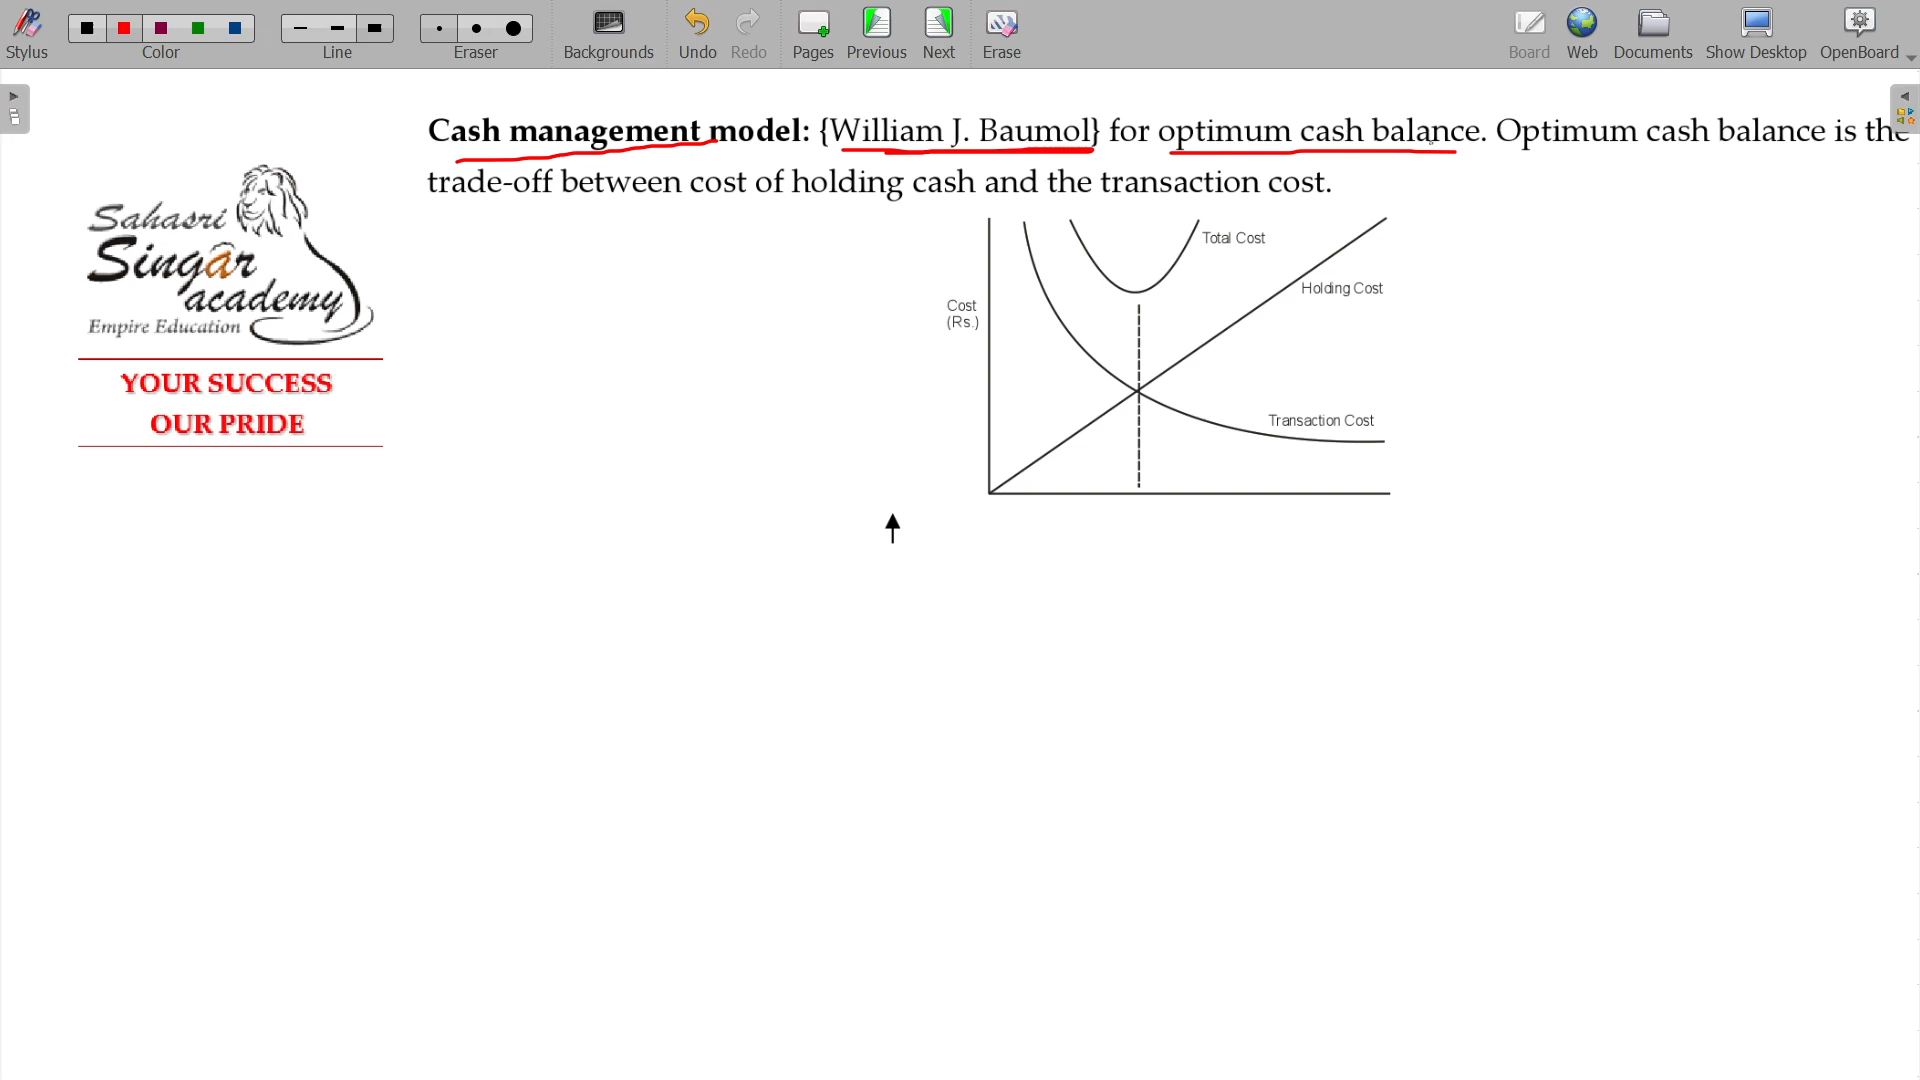 Stylus
Color
Line
Eraser
Backgrounds
Undo
Redo
Pages
Previous
Next
Erase
Board
Web
Documents
Show Desktop
OpenBoard
Cash management model: {William J. Baumol} for optimum cash balance. Optimum cash balance is the
trade-off between cost of holding cash and the transaction cost.
Sahasri
Singar
academy
Empire Education
YOUR SUCCESS
OUR PRIDE
Total Cost
Holding Cost
Cost
(Rs.)
Transaction Cost